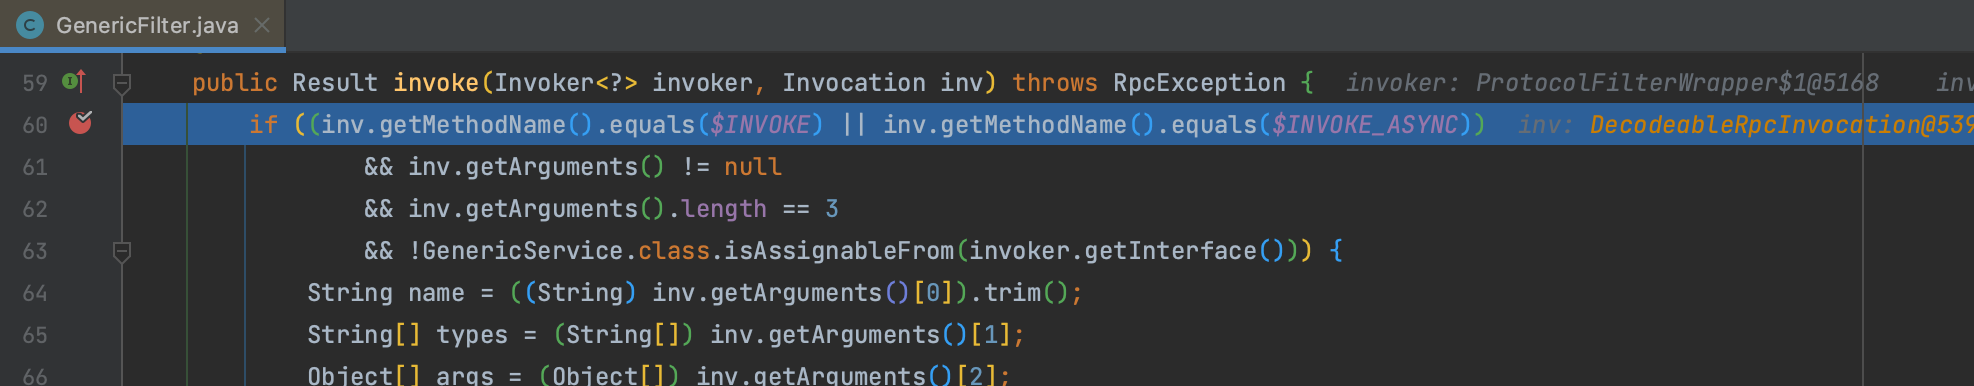 C GenericFilter.java
59 I public Result invoke(Invoker<?> invoker, Invocation inv) throws RpcException { invoker: ProtocolFilterWrapper$1@5168 inv
60 if ((inv.getMethodName().equals($INVOKE) || inv.getMethodName().equals($INVOKE_ASYNC)) inv: DecodeableRpcInvocation@539
61 && inv.getArguments() != null
62 && inv.getArguments().length == 3
63 && !GenericService.class.isAssignableFrom(invoker.getInterface())) {
64 String name = ((String) inv.getArguments()[0]).trim();
65 String[] types = (String[]) inv.getArguments()[1];
66 Object[] args = (Object[]) inv.getArguments()[2];